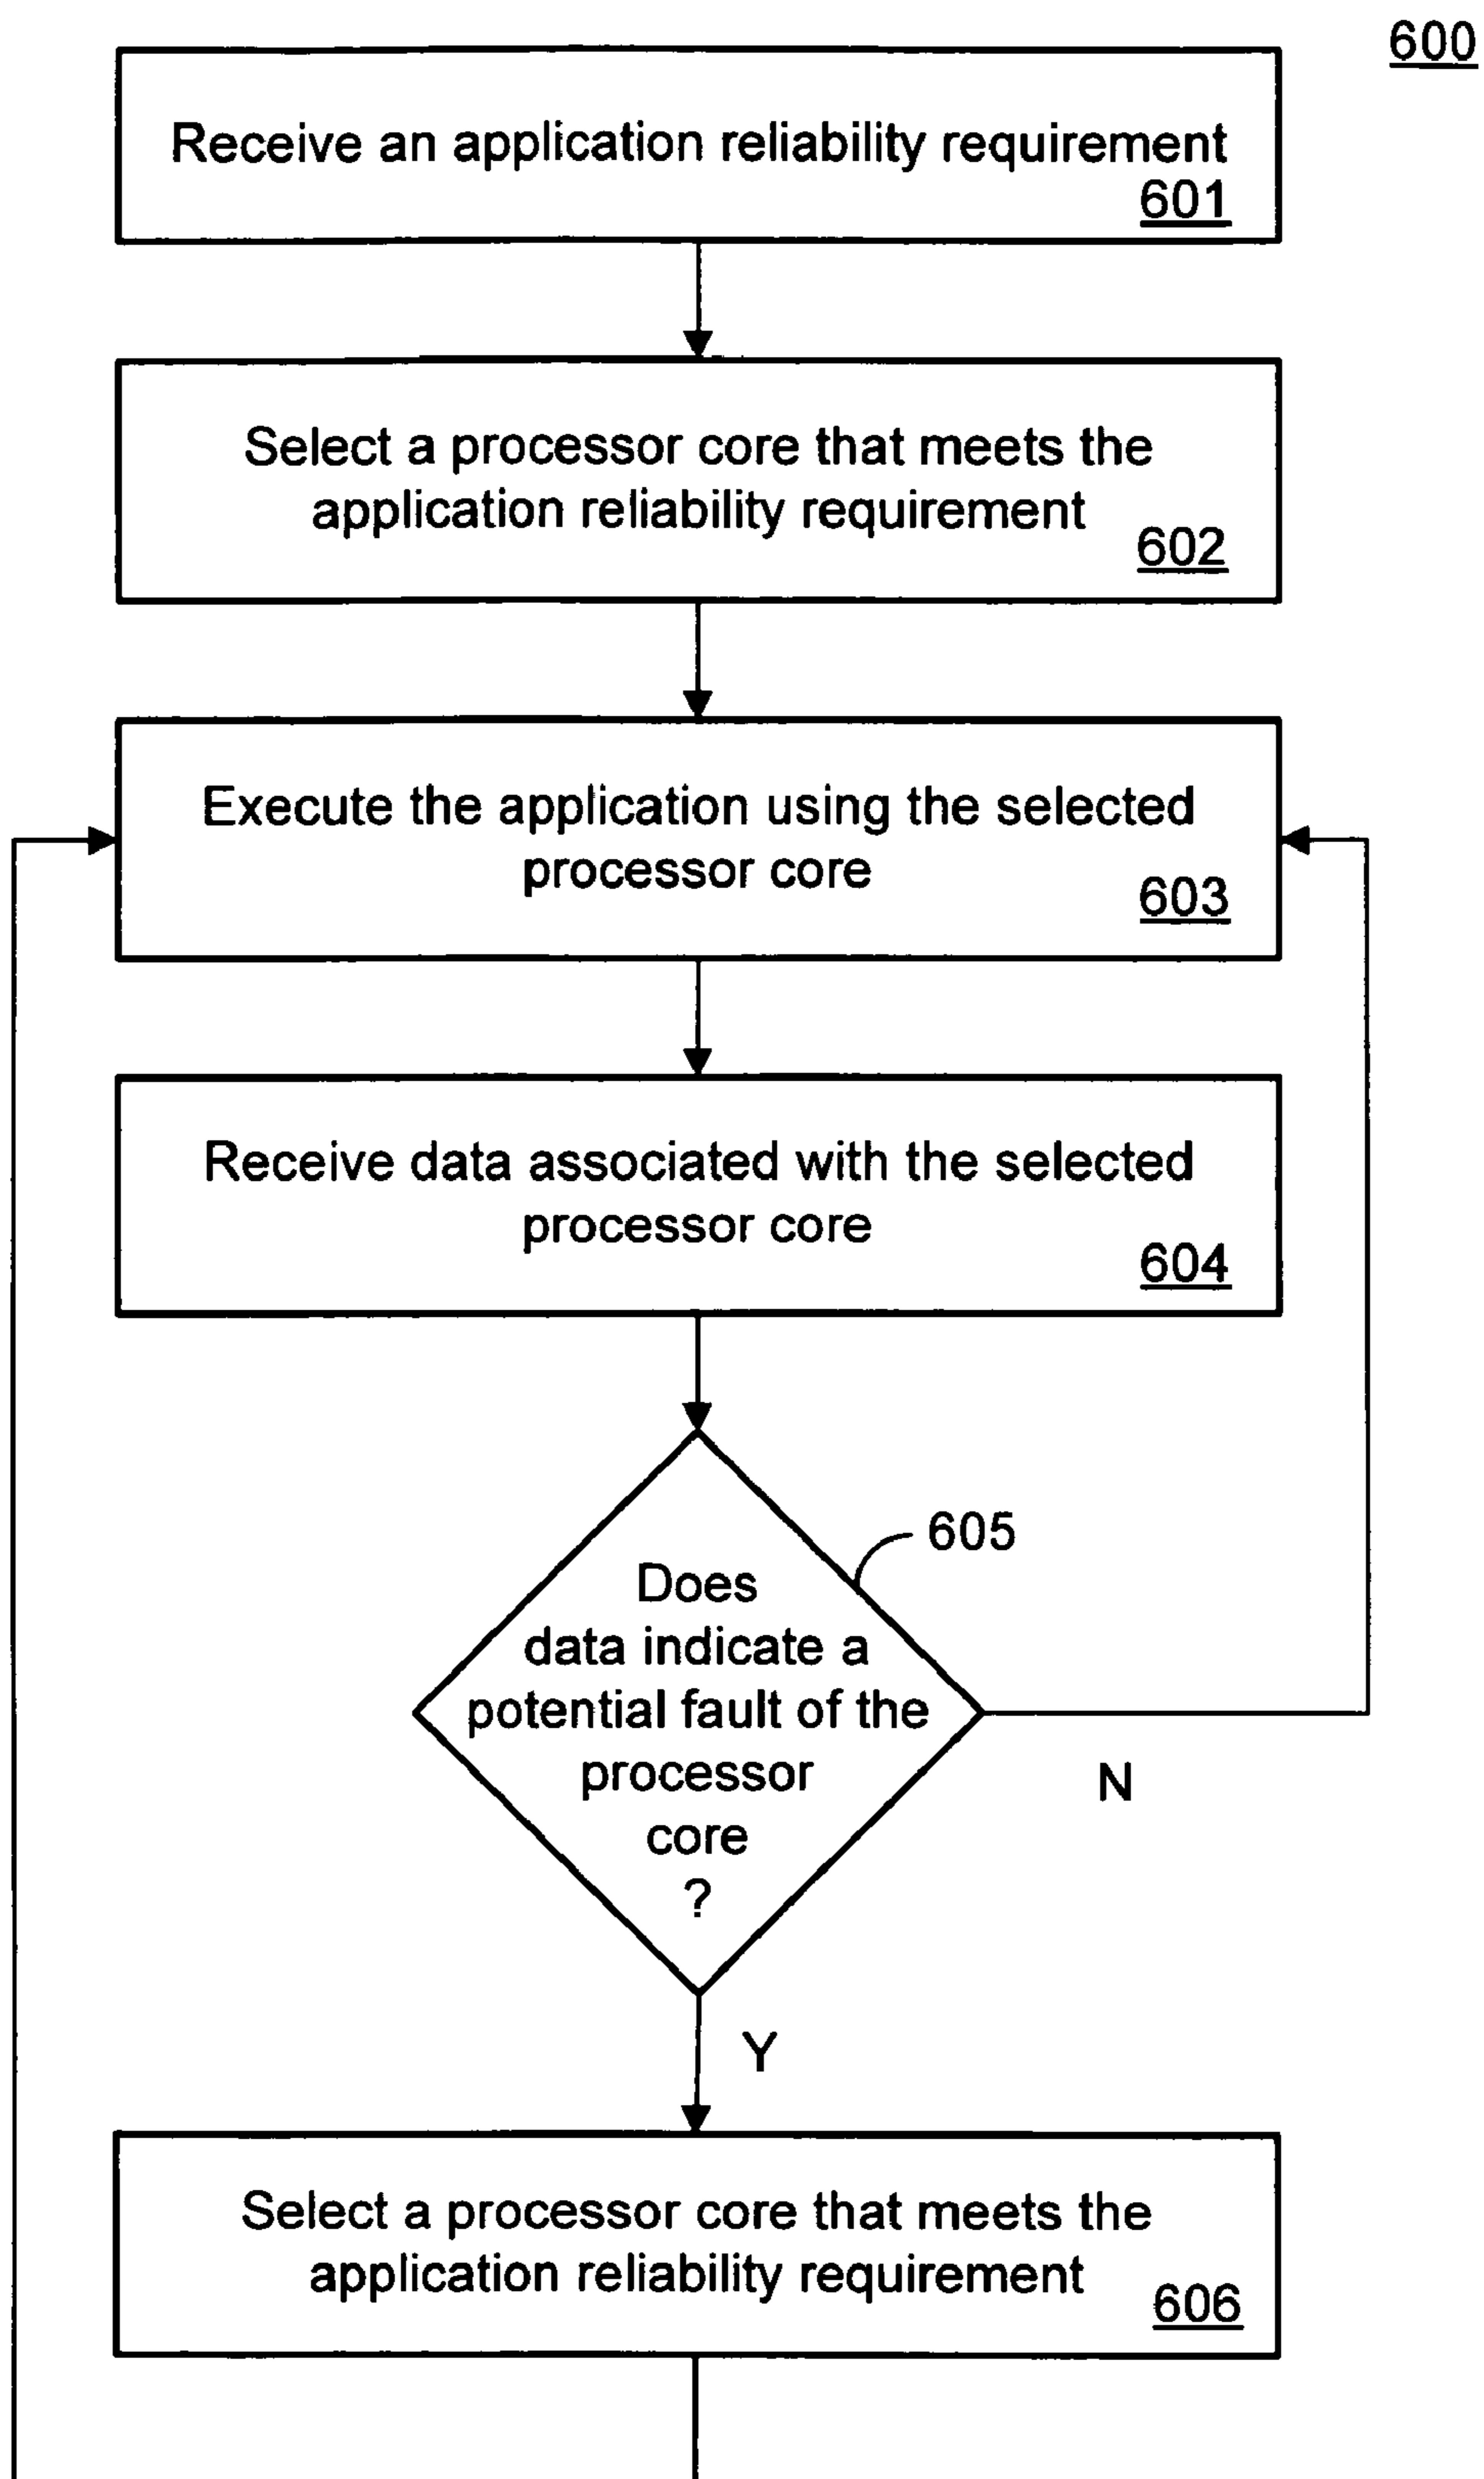 600
Receive an application reliability requirement
601
Select a processor core that meets the
application reliability requirement
602
Execute the application using the selected
processor core
603
Receive data associated with the selected
processor core
604
605
Does
data indicate a
potential fault of the
processor
core
?
N
Y
Select a processor core that meets the
application reliability requirement
606